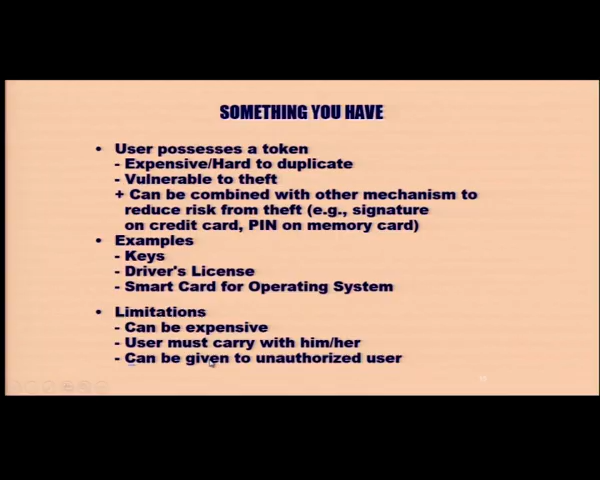 SOMETHING YOU HAVE
• User possesses a token
- Expensive/Hard to duplicate
- Vulnerable to theft
+ Can be combined with other mechanism to
reduce risk from theft (e.g., signature
on credit card, PIN on memory card)
• Examples
- Keys
- Driver's License
- Smart Card for Operating System
• Limitations
- Can be expensive
- User must carry with him/her
- Can be given to unauthorized user